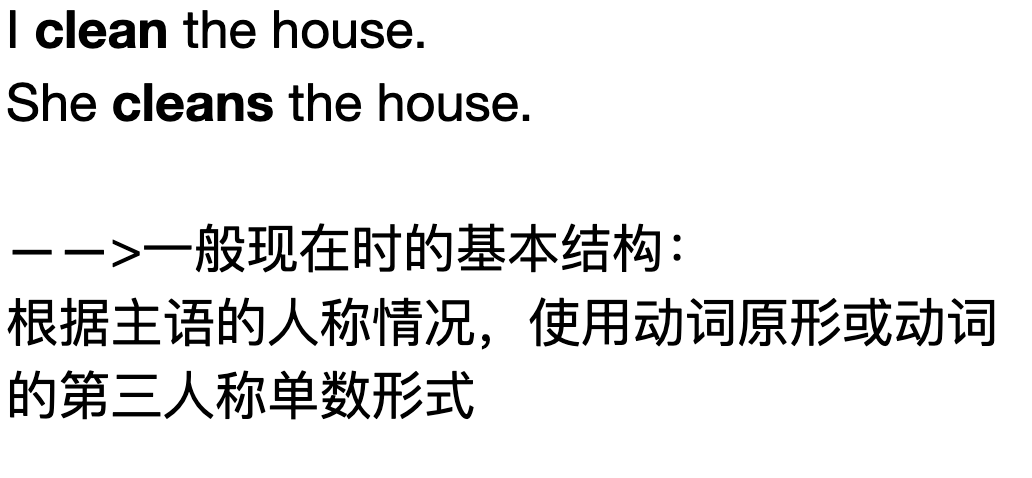 I clean the house.
She cleans the house.
——>一般现在时的基本结构：
根据主语的人称情况，使用动词原形或动词
的第三人称单数形式